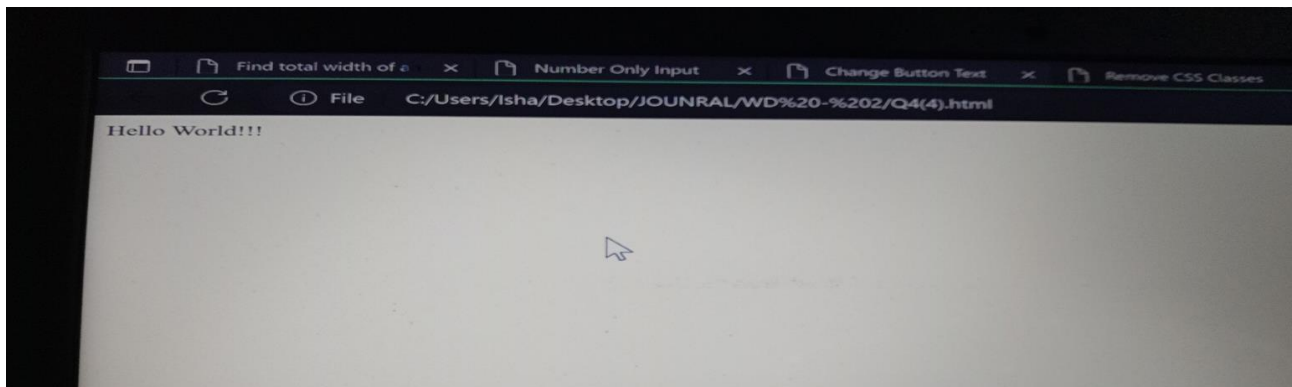 Find total width of a Number Only Input Change Button Text Remove CSS Classes
File C:/Users/Isha/Desktop/JOUNRAL/WD%20-%202/Q4(4).html
Hello World!!!